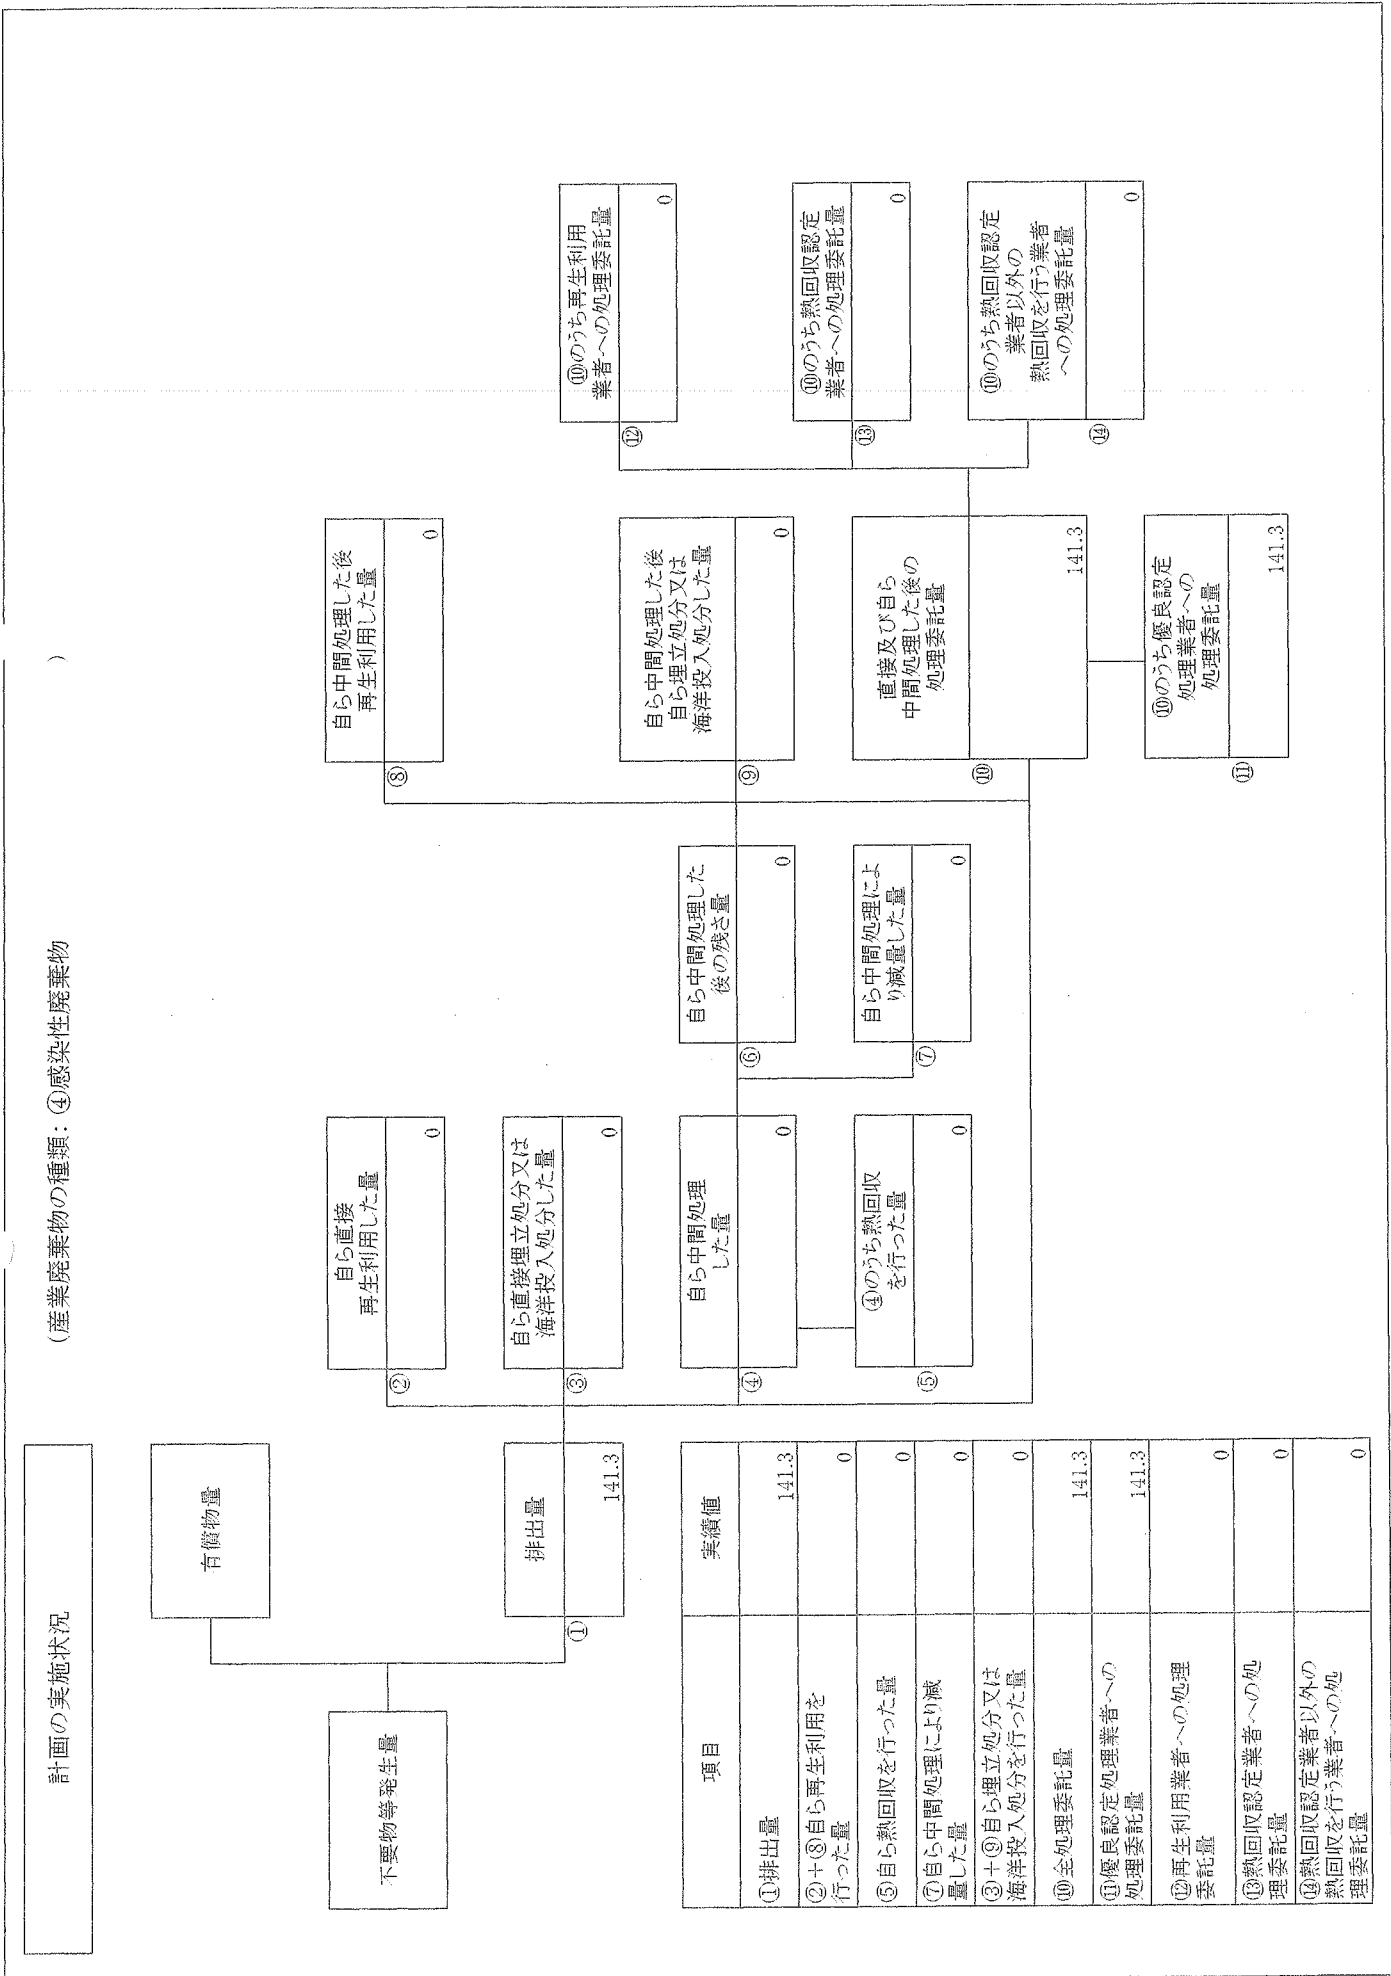 計画の実施状況
(産業廃棄物の種類：④感染性廃棄物
)
不要物等発生量
有償物量
①
排出量
141.3
②
自ら直接
再生利用した量
0
③
自ら直接埋立処分又は
海洋投入処分した量
0
④
自ら中間処理
した量
0
⑤
④のうち熱回収
を行った量
0
⑥
自ら中間処理した
後の残さ量
0
⑦
自ら中間処理によ
り減量した量
0
⑧
自ら中間処理した後
再生利用した量
0
⑨
自ら中間処理した後
自ら埋立処分又は
海洋投入処分した量
0
⑩
直接及び自ら
中間処理した後の
処理委託量
141.3
⑪
⑩のうち優良認定
処理業者への
処理委託量
141.3
⑫
⑩のうち再生利用
業者への処理委託量
0
⑬
⑩のうち熱回収認定
業者への処理委託量
0
⑭
⑩のうち熱回収認定
業者以外の
熱回収を行う業者
への処理委託量
0
項目 実績値
①排出量 141.3
②+⑧自ら再生利用を
行った量 0
⑤自ら熱回収を行った量 0
⑦自ら中間処理により減
量した量 0
③+⑨自ら埋立処分又は
海洋投入処分を行った量 0
⑩全処理委託量 141.3
⑪優良認定処理業者への
処理委託量 141.3
⑫再生利用業者への処理
委託量 0
⑬熱回収認定業者への処
理委託量 0
⑭熱回収認定業者以外の
熱回収を行う業者への処
理委託量 0